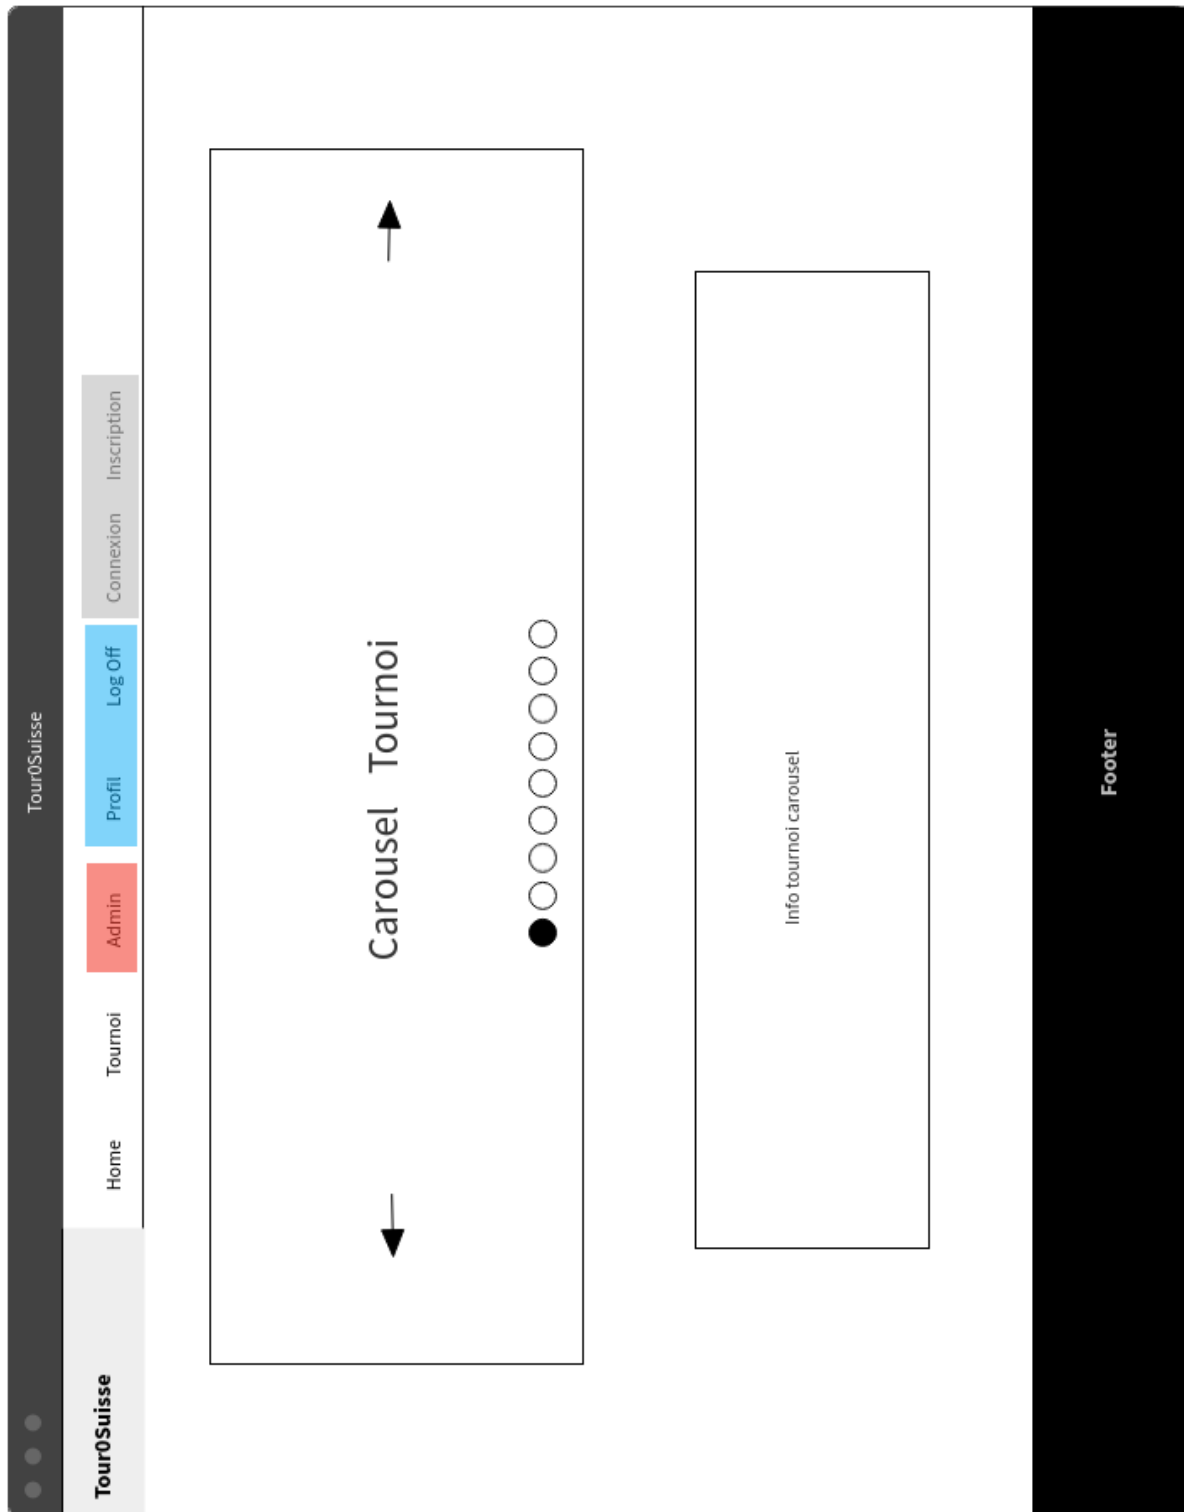 Tour0Suisse
Tour0Suisse Home Tournoi Admin Profil Log Off Connexion Inscription
Carousel Tournoi
Info tournoi carousel
Footer